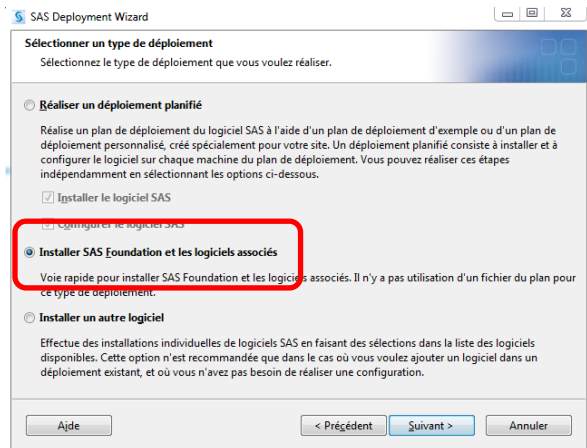 SAS Deployment Wizard
Sélectionner un type de déploiement
Sélectionnez le type de déploiement que vous voulez réaliser.
Réaliser un déploiement planifié
Réalise un plan de déploiement du logiciel SAS à l'aide d'un plan de déploiement d'exemple ou d'un plan de
déploiement personnalisé, créé spécialement pour votre site. Un déploiement planifié consiste à installer et à
configurer le logiciel sur chaque machine du plan de déploiement. Vous pouvez réaliser ces étapes
indépendamment en sélectionnant les options ci-dessous.
Installer le logiciel SAS
Configurer le logiciel SAS
Installer SAS Foundation et les logiciels associés
Voie rapide pour installer SAS Foundation et les logiciels associés. Il n'y a pas utilisation d'un fichier du plan pour
ce type de déploiement.
Installer un autre logiciel
Effectue des installations individuelles de logiciels SAS en faisant des sélections dans la liste des logiciels
disponibles. Cette option n'est recommandée que dans le cas où vous voulez ajouter un logiciel dans un
déploiement existant, et où vous n'avez pas besoin de réaliser une configuration.
Aide
< Précédent
Suivant >
Annuler